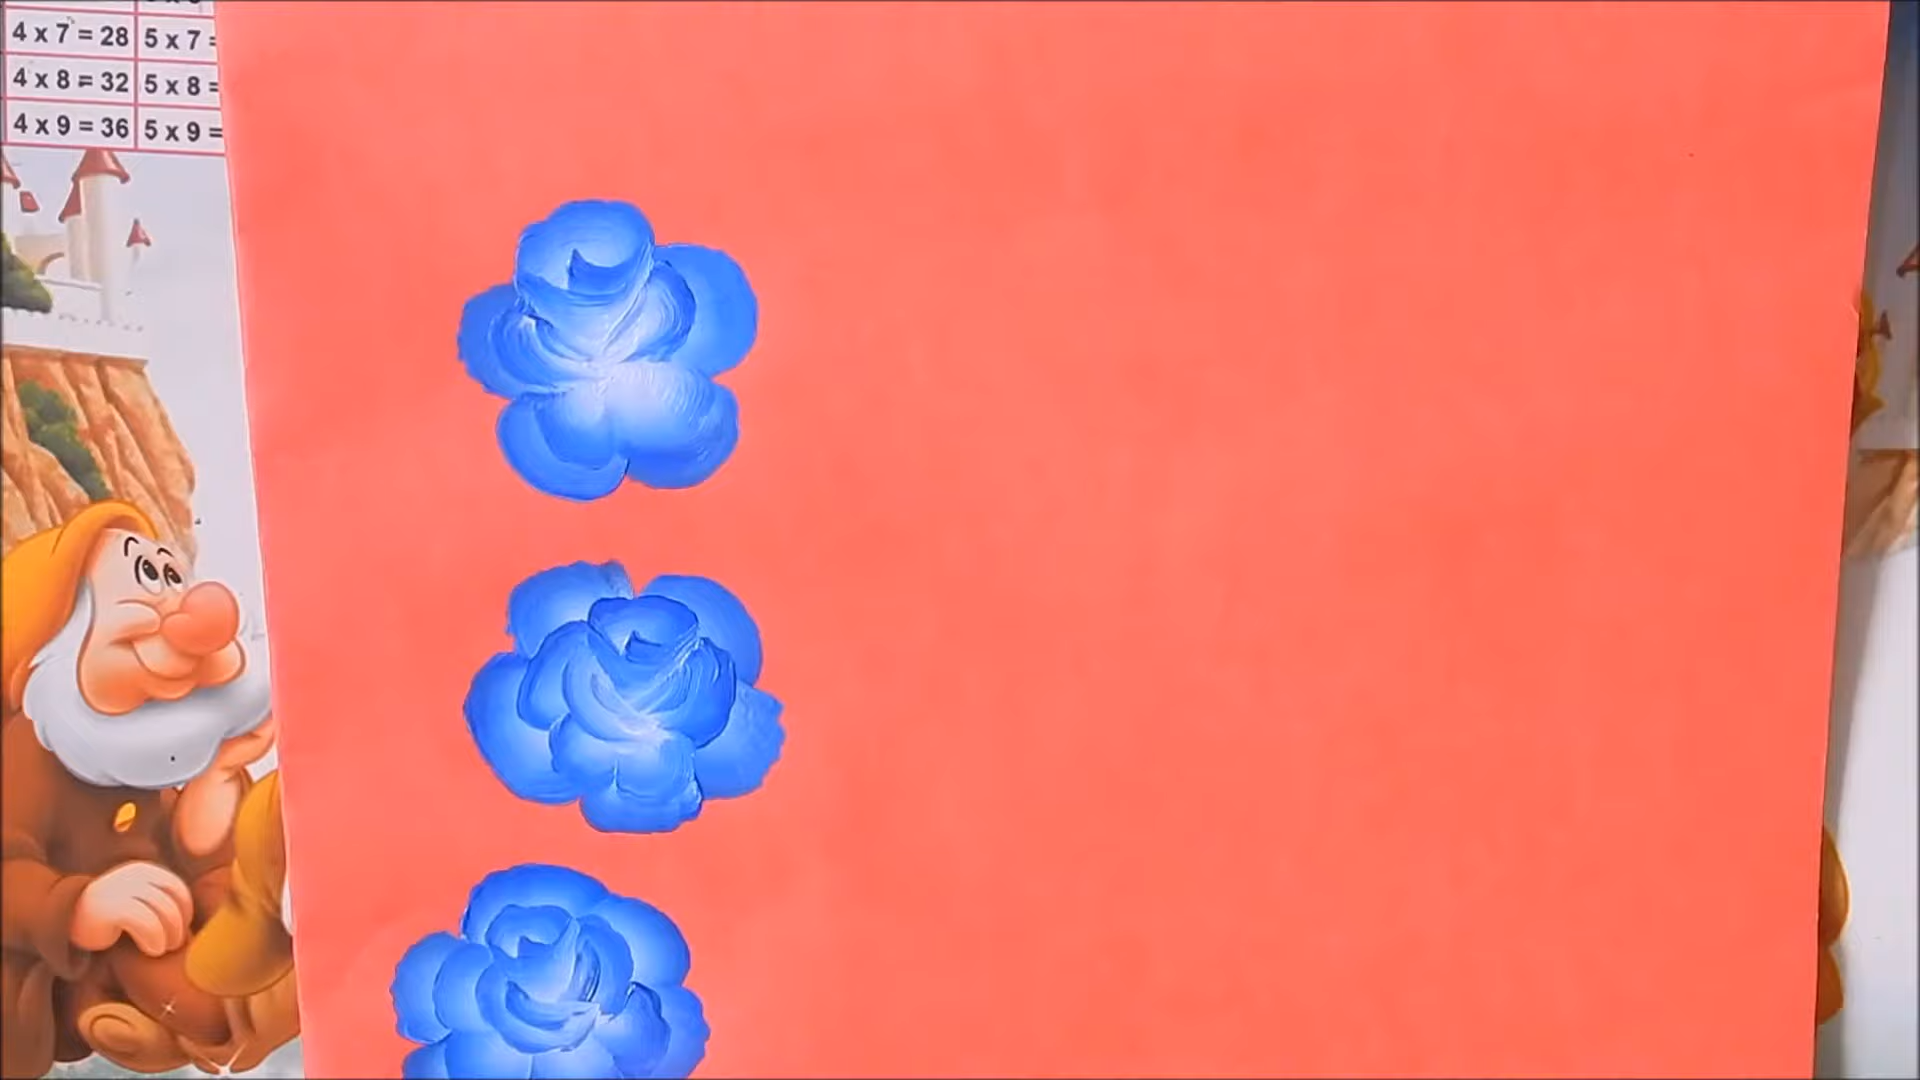 4 x 7 = 28 5 x 7 =
4 x 8 = 32 5 x 8 =
4 x 9 = 36 5 x 9 =